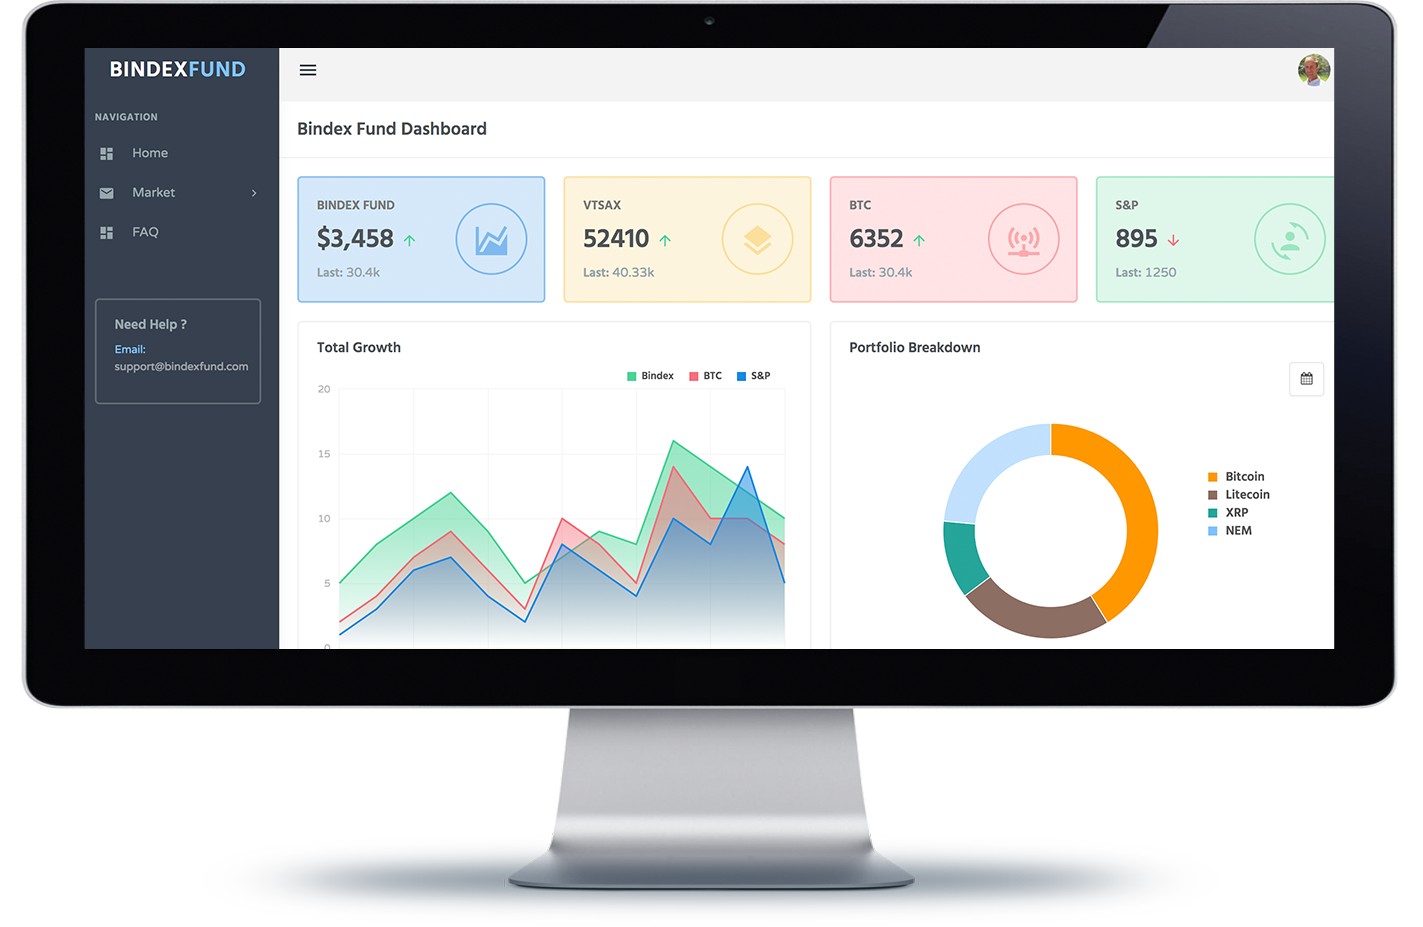 BINDEXFUND
NAVIGATION
Home
Market
FAQ
Need Help ?
Email:
support@bindexfund.com
Bindex Fund Dashboard
BINDEX FUND
$3,458
Last: 30.4k
VTSAX
52410
Last: 40.33k
BTC
6352
Last: 30.4k
S&P
895
Last: 1250
Total Growth
Bindex BTC S&P
20
15
10
5
0
Portfolio Breakdown
Bitcoin
Litecoin
XRP
NEM